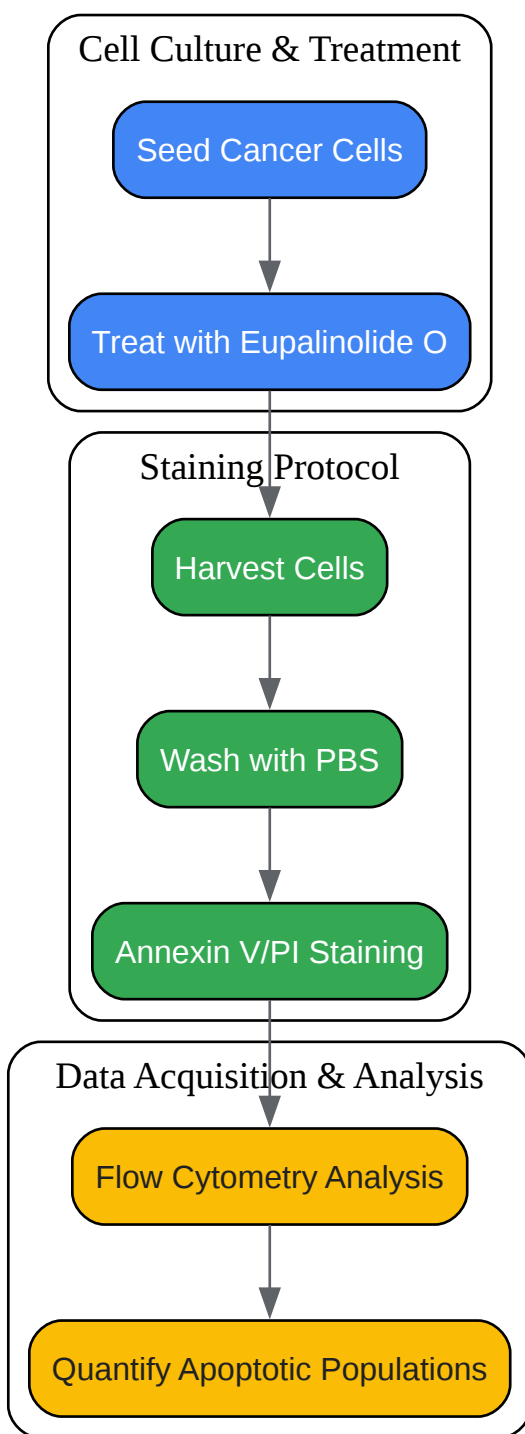 Cell Culture & Treatment
Seed Cancer Cells
Treat with Eupalinolide O
Staining Protocol
Harvest Cells
Wash with PBS
Annexin V/PI Staining
Data Acquisition & Analysis
Flow Cytometry Analysis
Quantify Apoptotic Populations